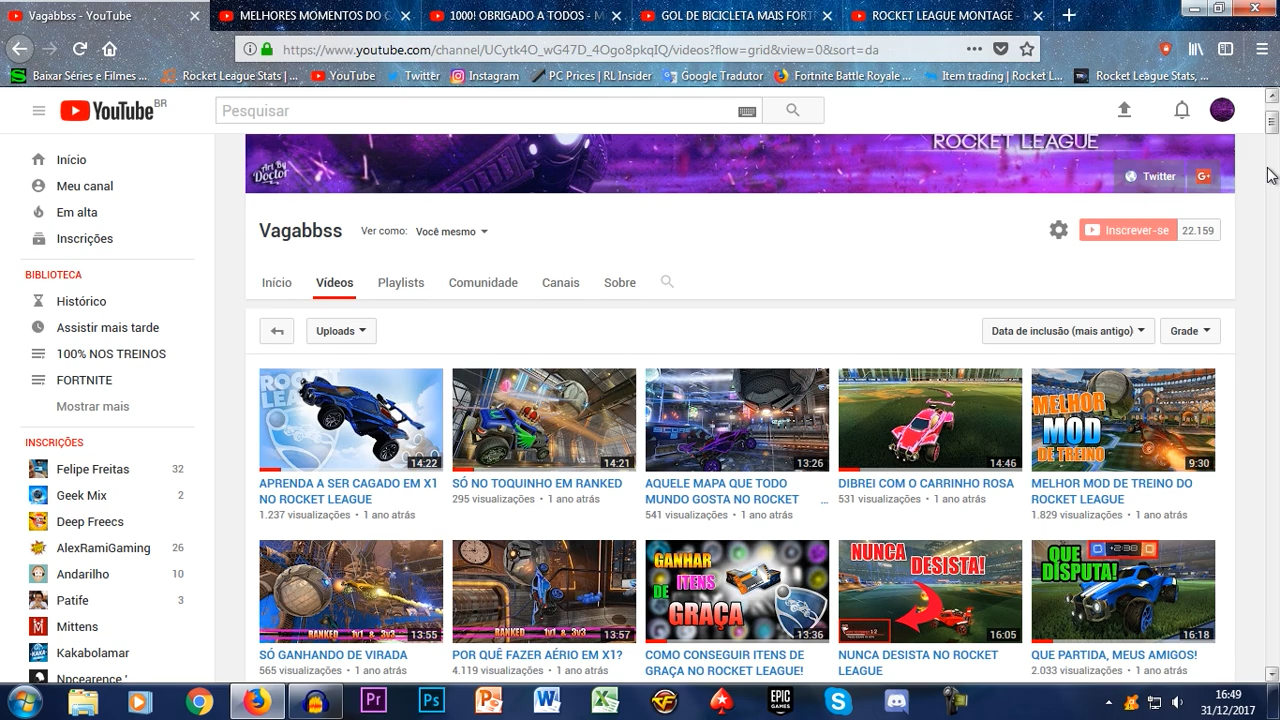 Vagabbss - YouTube
MELHORES MOMENTOS DO C
1000! OBRIGADO A TODOS - M
GOL DE BICICLETA MAIS FORT
ROCKET LEAGUE MONTAGE -
https://www.youtube.com/channel/UCytk4O_wG47D_4Ogo8pkqIQ/videos?flow=grid&view=0&sort=da
Baixar Séries e Filmes ...
Rocket League Stats | ...
YouTube
Twitter
Instagram
PC Prices | RL Insider
Google Tradutor
Fortnite Battle Royale ...
Item trading | Rocket L...
Rocket League Stats, ...
YouTube BR
Pesquisar
Início
Meu canal
Em alta
Inscrições
BIBLIOTECA
Histórico
Assistir mais tarde
100% NOS TREINOS
FORTNITE
Mostrar mais
INSCRIÇÕES
Felipe Freitas 32
Geek Mix 2
Deep Freecs
AlexRamiGaming 26
Andarilho 10
Patife 3
Mittens
Kakabolamar
Nncearence '
Art By
Doctor
ROCKET LEAGUE
Twitter
G+
Vagabbss
Ver como: Você mesmo
Inscrever-se 22.159
Início Vídeos Playlists Comunidade Canais Sobre
Uploads
Data de inclusão (mais antigo)
Grade
14:22
APRENDA A SER CAGADO EM X1
NO ROCKET LEAGUE
1.237 visualizações • 1 ano atrás
14:21
SÓ NO TOQUINHO EM RANKED
295 visualizações • 1 ano atrás
13:26
AQUELE MAPA QUE TODO
MUNDO GOSTA NO ROCKET ...
541 visualizações • 1 ano atrás
14:46
DIBREI COM O CARRINHO ROSA
531 visualizações • 1 ano atrás
MELHOR
MOD
DE TREINO
9:30
MELHOR MOD DE TREINO DO
ROCKET LEAGUE
1.829 visualizações • 1 ano atrás
RANKED 1v1 & 3v3
13:55
SÓ GANHANDO DE VIRADA
565 visualizações • 1 ano atrás
RANKED 1v1 & 3v3
13:57
POR QUÊ FAZER AÉRIO EM X1?
4.119 visualizações • 1 ano atrás
GANHAR
ITENS
DE
GRAÇA
13:36
COMO CONSEGUIR ITENS DE
GRAÇA NO ROCKET LEAGUE!
NUNCA
DESISTA!
16:05
NUNCA DESISTA NO ROCKET
LEAGUE
QUE
DISPUTA!
+2:38
16:18
QUE PARTIDA, MEUS AMIGOS!
2.033 visualizações • 1 ano atrás
Pr
Ps
EPIC
GAMES
16:49
31/12/2017